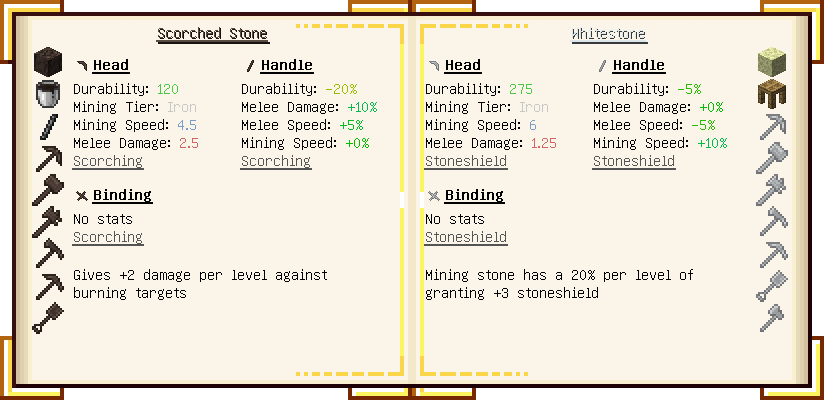 Scorched Stone
Head
Durability: 120
Mining Tier: Iron
Mining Speed: 4.5
Melee Damage: 2.5
Scorching
Handle
Durability: -20%
Melee Damage: +10%
Melee Speed: +5%
Mining Speed: +0%
Scorching
Binding
No stats
Scorching
Gives +2 damage per level against
burning targets
Whitestone
Head
Durability: 275
Mining Tier: Iron
Mining Speed: 6
Melee Damage: 1.25
Stoneshield
Handle
Durability: -5%
Melee Damage: +0%
Melee Speed: -5%
Mining Speed: +10%
Stoneshield
Binding
No stats
Stoneshield
Mining stone has a 20% per level of
granting +3 stoneshield